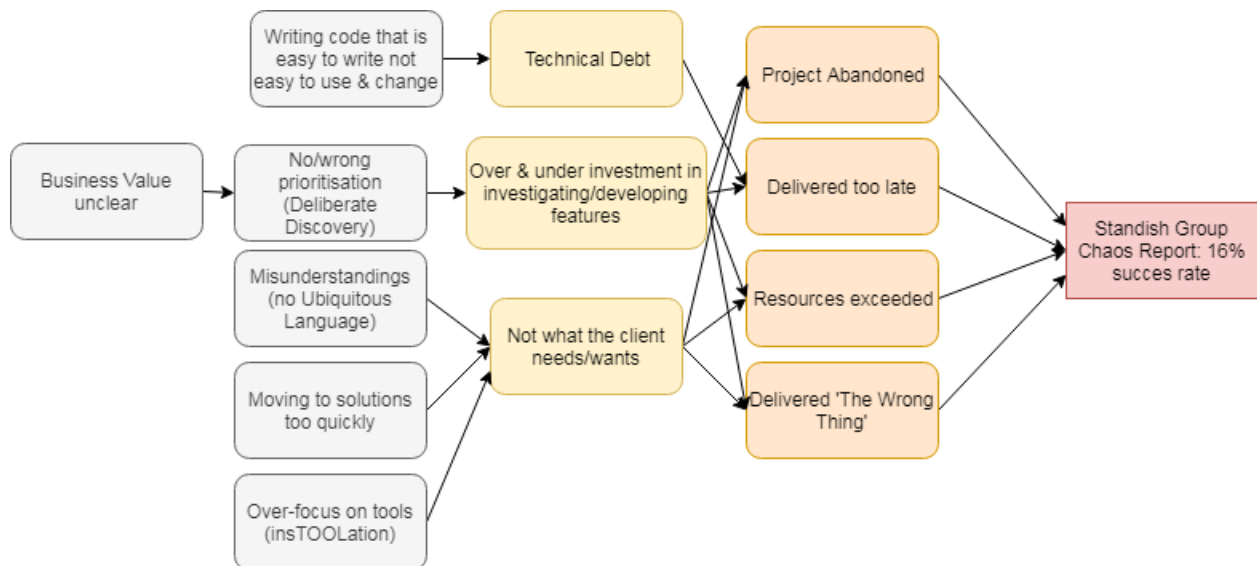 Writing code that is
easy to write not
easy to use & change
Technical Debt
Project Abandoned
Business Value
unclear
No/wrong
prioritisation
(Deliberate
Discovery)
Over & under investment in
investigating/developing
features
Delivered too late
Standish Group
Chaos Report: 16%
succes rate
Misunderstandings
(no Ubiquitous
Language)
Not what the client
needs/wants
Resources exceeded
Moving to solutions
too quickly
Delivered 'The Wrong
Thing'
Over-focus on tools
(insTOOLation)